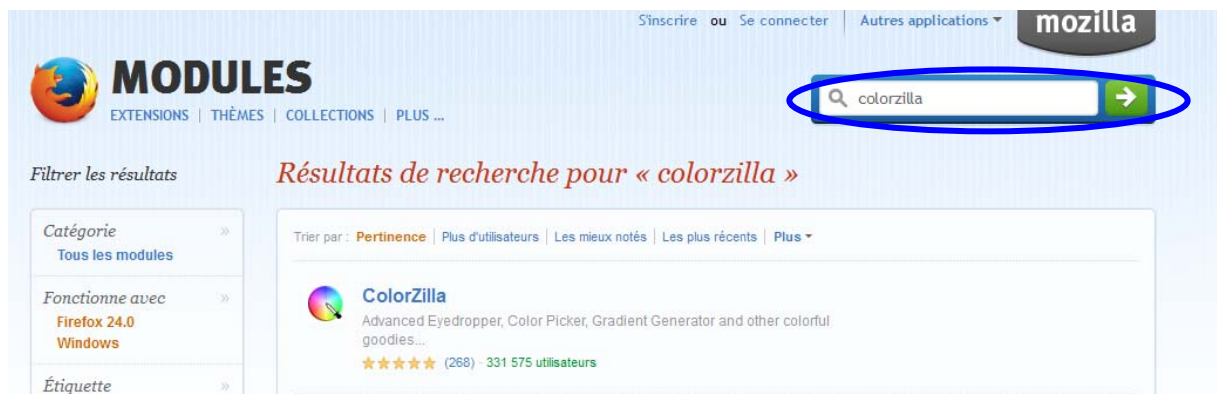 S'inscrire ou Se connecter Autres applications
mozilla
MODULES
EXTENSIONS | THÈMES | COLLECTIONS | PLUS ...
colorzilla
Filtrer les résultats
Résultats de recherche pour « colorzilla »
Catégorie »
Tous les modules
Fonctionne avec »
Firefox 24.0
Windows
Étiquette »
Trier par : Pertinence | Plus d'utilisateurs | Les mieux notés | Les plus récents | Plus
ColorZilla
Advanced Eyedropper, Color Picker, Gradient Generator and other colorful
goodies...
(268) · 331 575 utilisateurs